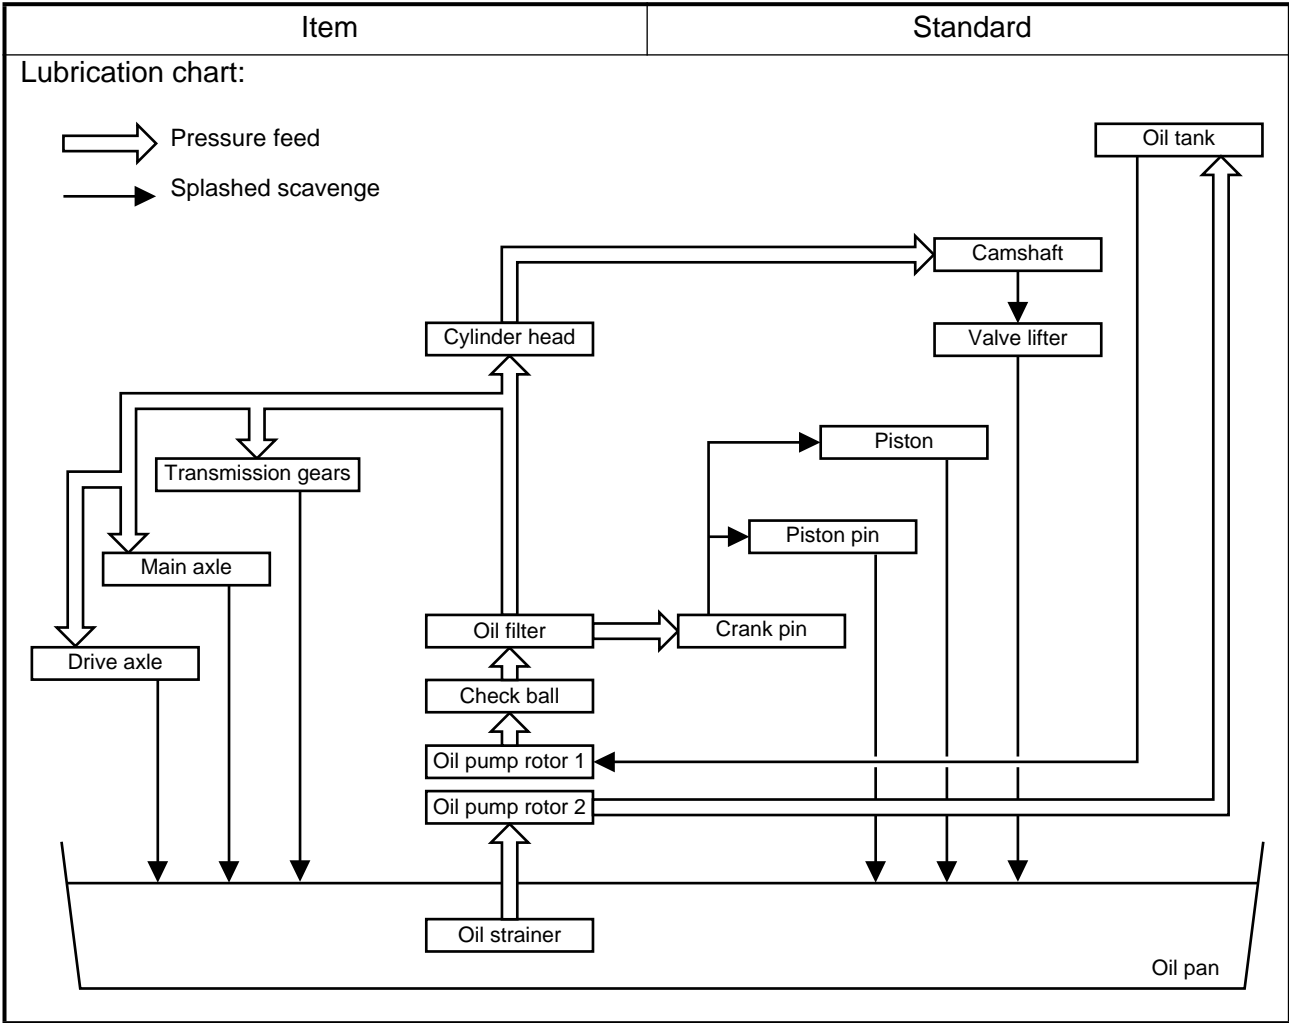 Item
Standard
Lubrication chart:
Pressure feed
Splashed scavenge
Oil tank
Camshaft
Cylinder head
Valve lifter
Piston
Transmission gears
Piston pin
Main axle
Oil filter
Crank pin
Drive axle
Check ball
Oil pump rotor 1
Oil pump rotor 2
Oil strainer
Oil pan